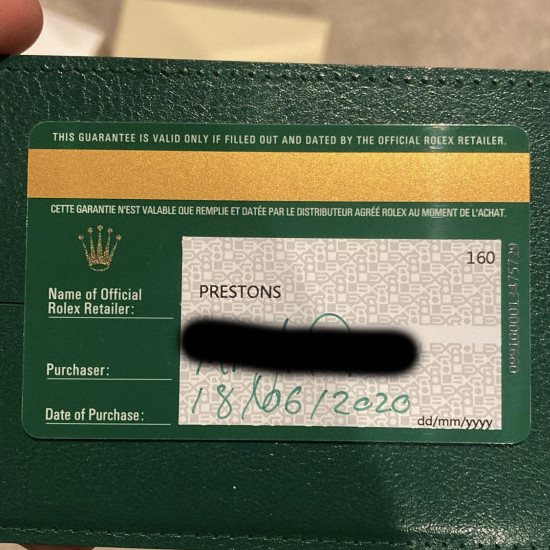 THIS GUARANTEE IS VALID ONLY IF FILLED OUT AND DATED BY THE OFFICIAL ROLEX RETAILER.
CETTE GARANTIE N'EST VALABLE QUE REMPLIE ET DATÉE PAR LE DISTRIBUTEUR AGRÉÉ ROLEX AU MOMENT DE L'ACHAT.
160
Name of Official
Rolex Retailer:
PRESTONS
Purchaser:
Date of Purchase:
18/06/2020
dd/mm/yyyy